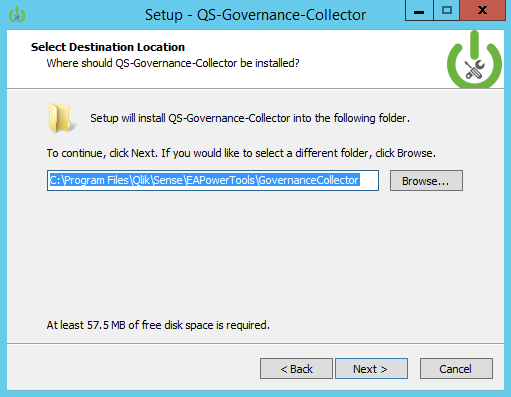 Setup - QS-Governance-Collector
Select Destination Location
Where should QS-Governance-Collector be installed?
Setup will install QS-Governance-Collector into the following folder.
To continue, click Next. If you would like to select a different folder, click Browse.
C:\Program Files\Qlik\Sense\EAPowerTools\GovernanceCollector
Browse...
At least 57.5 MB of free disk space is required.
< Back
Next >
Cancel